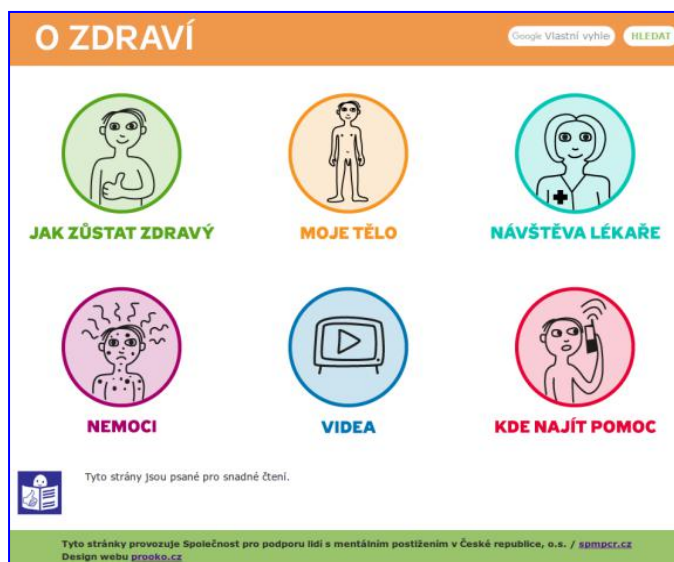 O ZDRAVÍ
Google Vlastní vyhle
HLEDAT
JAK ZŮSTAT ZDRAVÝ
MOJE TĚLO
NÁVŠTĚVA LÉKAŘE
NEMOCI
VIDEA
KDE NAJÍT POMOC
Tyto strány jsou psané pro snadné čtení.
Tyto stránky provozuje Společnost pro podporu lidí s mentálním postižením v České republice, o.s. / spmpcr.cz
Design webu prooko.cz